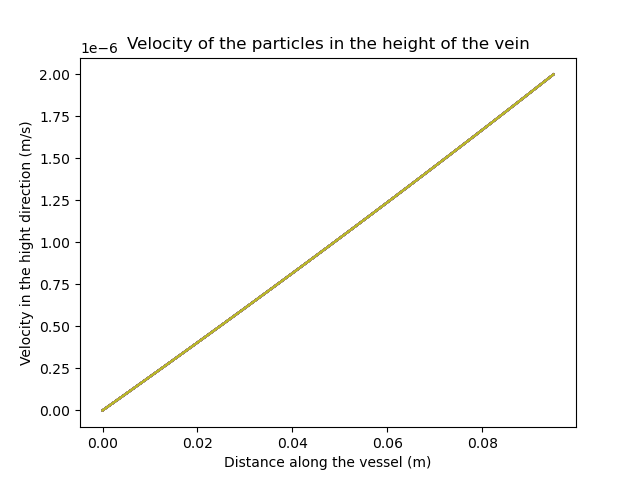 Velocity of the particles in the height of the vein
1e−6
2.00
1.75
1.50
1.25
1.00
0.75
0.50
0.25
0.00
Velocity in the hight direction (m/s)
0.00 0.02 0.04 0.06 0.08
Distance along the vessel (m)